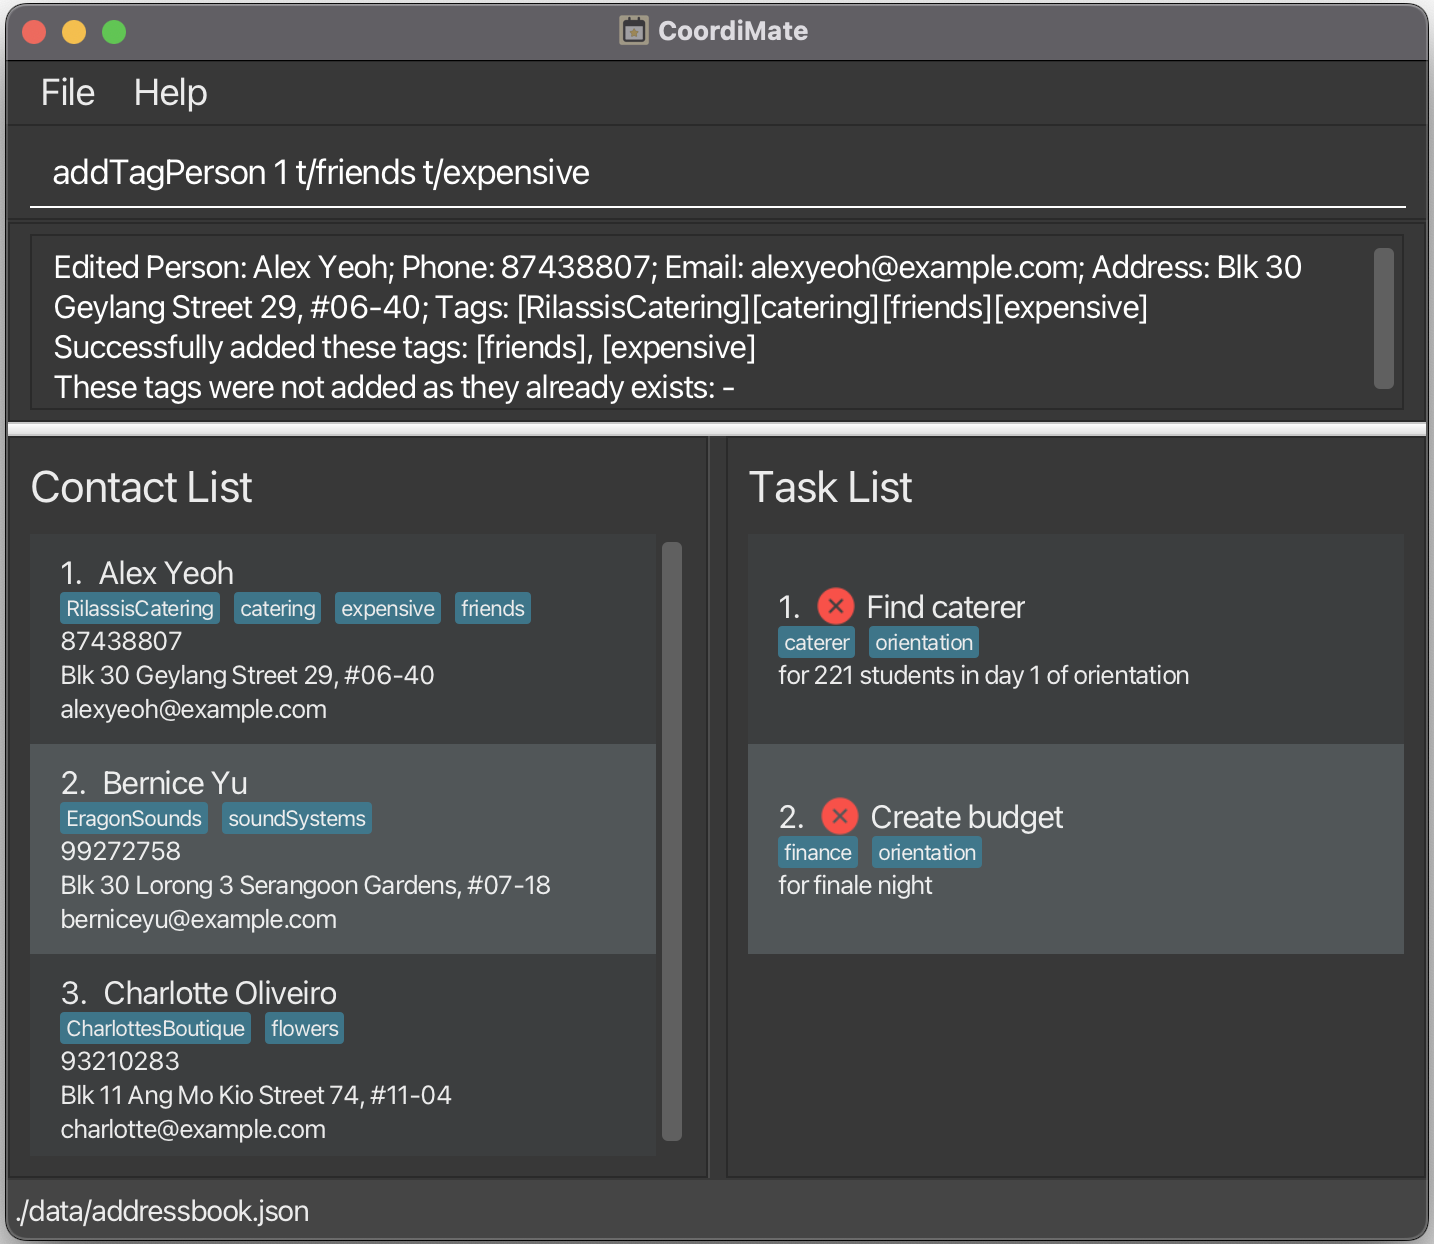 CoordiMate
File Help
addTagPerson 1 t/friends t/expensive
Edited Person: Alex Yeoh; Phone: 87438807; Email: alexyeoh@example.com; Address: Blk 30
Geylang Street 29, #06-40; Tags: [RilassisCatering][catering][friends][expensive]
Successfully added these tags: [friends], [expensive]
These tags were not added as they already exists: -
Contact List
1. Alex Yeoh
RilassisCatering catering expensive friends
87438807
Blk 30 Geylang Street 29, #06-40
alexyeoh@example.com
2. Bernice Yu
EragonSounds soundSystems
99272758
Blk 30 Lorong 3 Serangoon Gardens, #07-18
berniceyu@example.com
3. Charlotte Oliveiro
CharlottesBoutique flowers
93210283
Blk 11 Ang Mo Kio Street 74, #11-04
charlotte@example.com
Task List
1. Find caterer
caterer orientation
for 221 students in day 1 of orientation
2. Create budget
finance orientation
for finale night
./data/addressbook.json